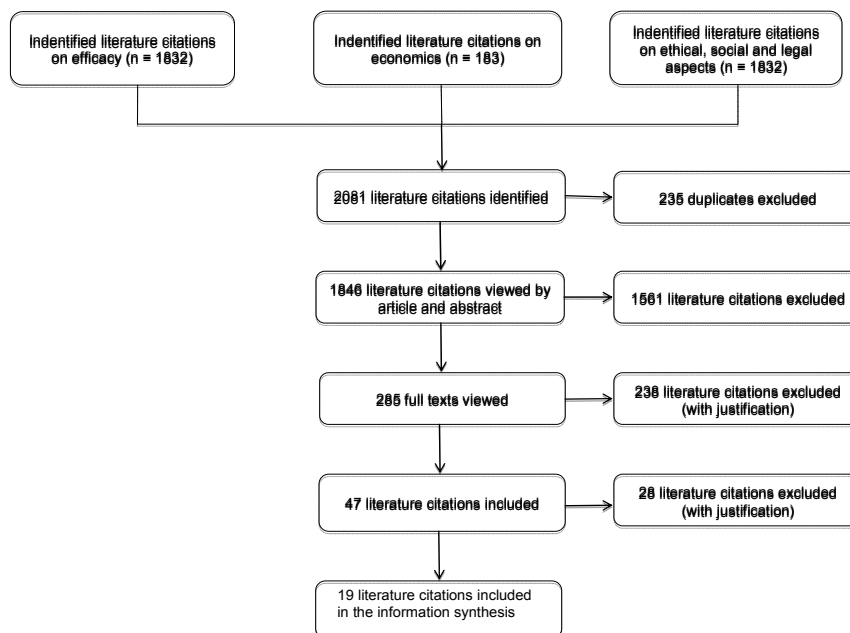 Indentified literature citations
on efficacy (n = 1832)
Indentified literature citations on
economics (n = 183)
Indentified literature citations
on ethical, social and legal
aspects (n = 1832)
2081 literature citations identified
235 duplicates excluded
1846 literature citations viewed by
article and abstract
1561 literature citations excluded
285 full texts viewed
238 literature citations excluded
(with justification)
47 literature citations included
28 literature citations excluded
(with justification)
19 literature citations included
in the information synthesis